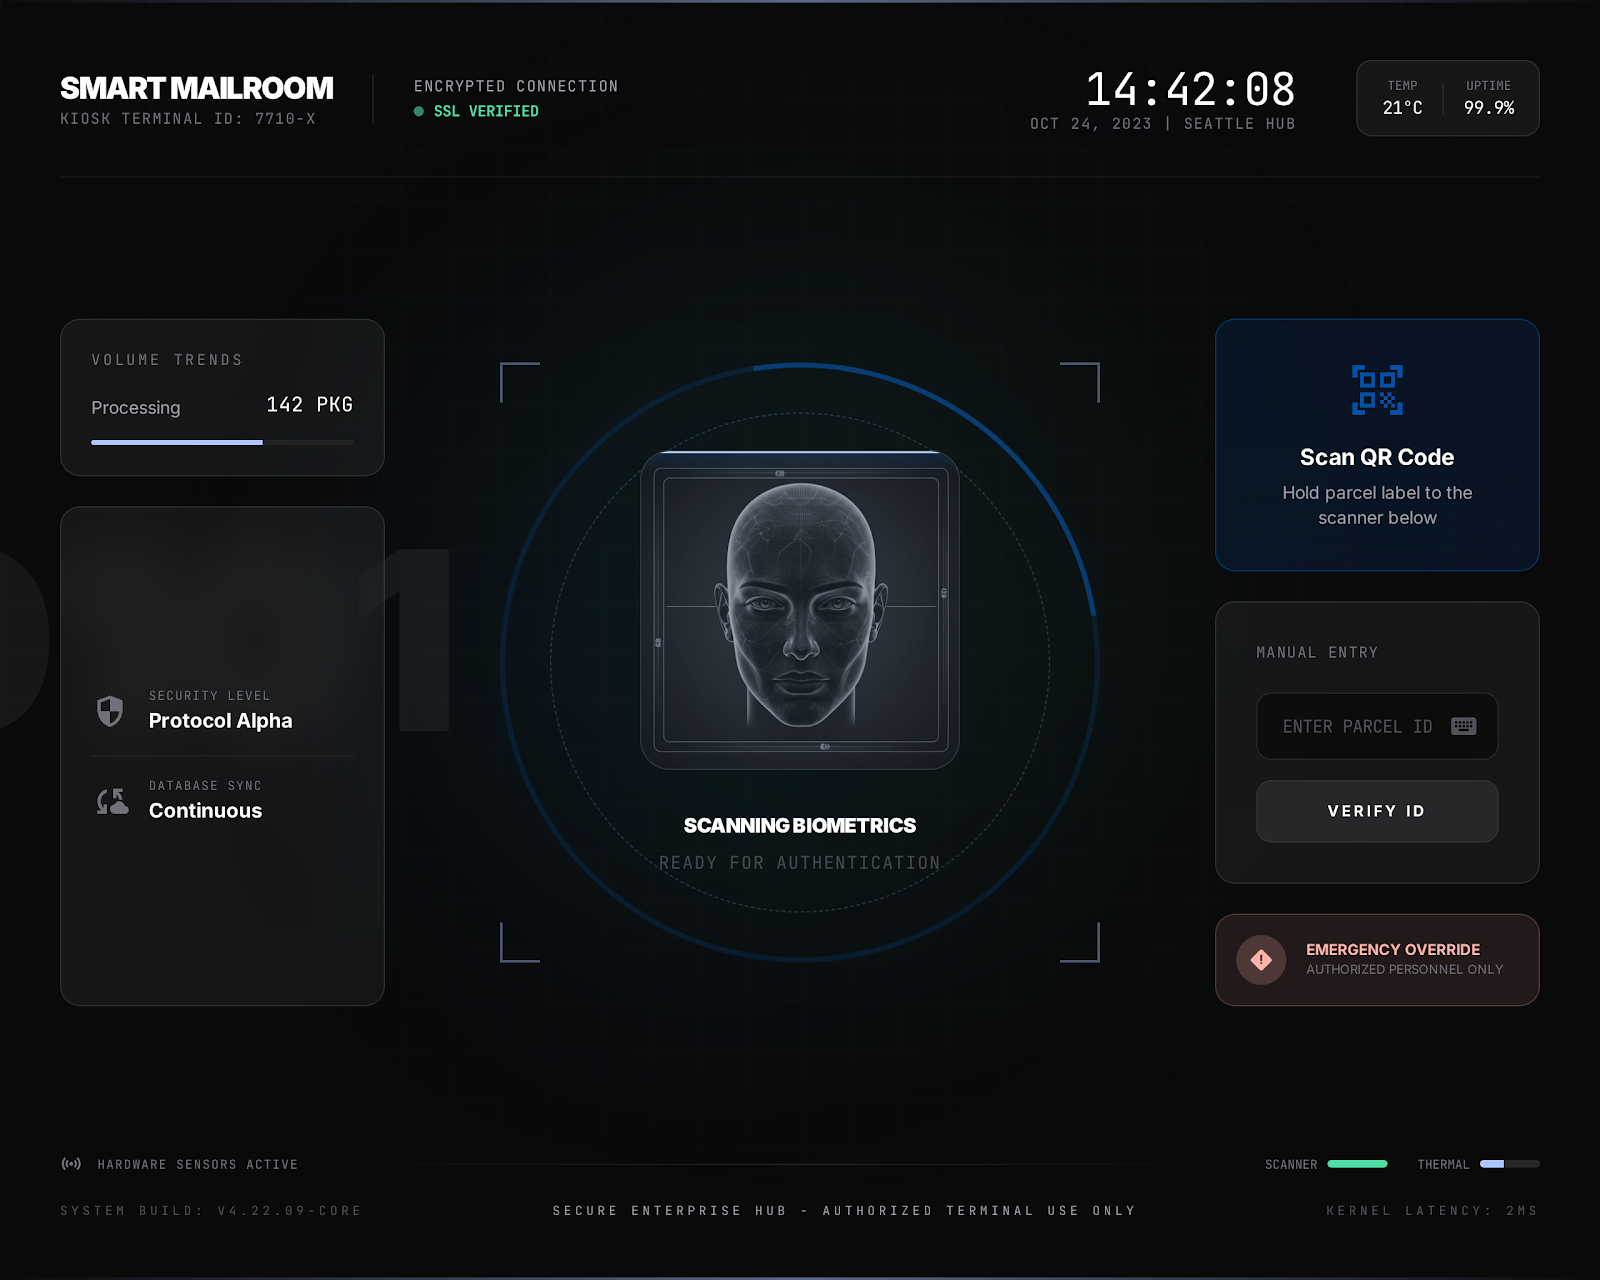 SMART MAILROOM
KIOSK TERMINAL ID: 7710-X
ENCRYPTED CONNECTION
SSL VERIFIED
14:42:08
OCT 24, 2023 | SEATTLE HUB
TEMP
21°C
UPTIME
99.9%
VOLUME TRENDS
Processing
142 PKG
01
SECURITY LEVEL
Protocol Alpha
DATABASE SYNC
Continuous
SCANNING BIOMETRICS
READY FOR AUTHENTICATION
Scan QR Code
Hold parcel label to the
scanner below
MANUAL ENTRY
ENTER PARCEL ID
VERIFY ID
EMERGENCY OVERRIDE
AUTHORIZED PERSONNEL ONLY
HARDWARE SENSORS ACTIVE
SCANNER
THERMAL
SYSTEM BUILD: V4.22.09-CORE
SECURE ENTERPRISE HUB - AUTHORIZED TERMINAL USE ONLY
KERNEL LATENCY: 2MS